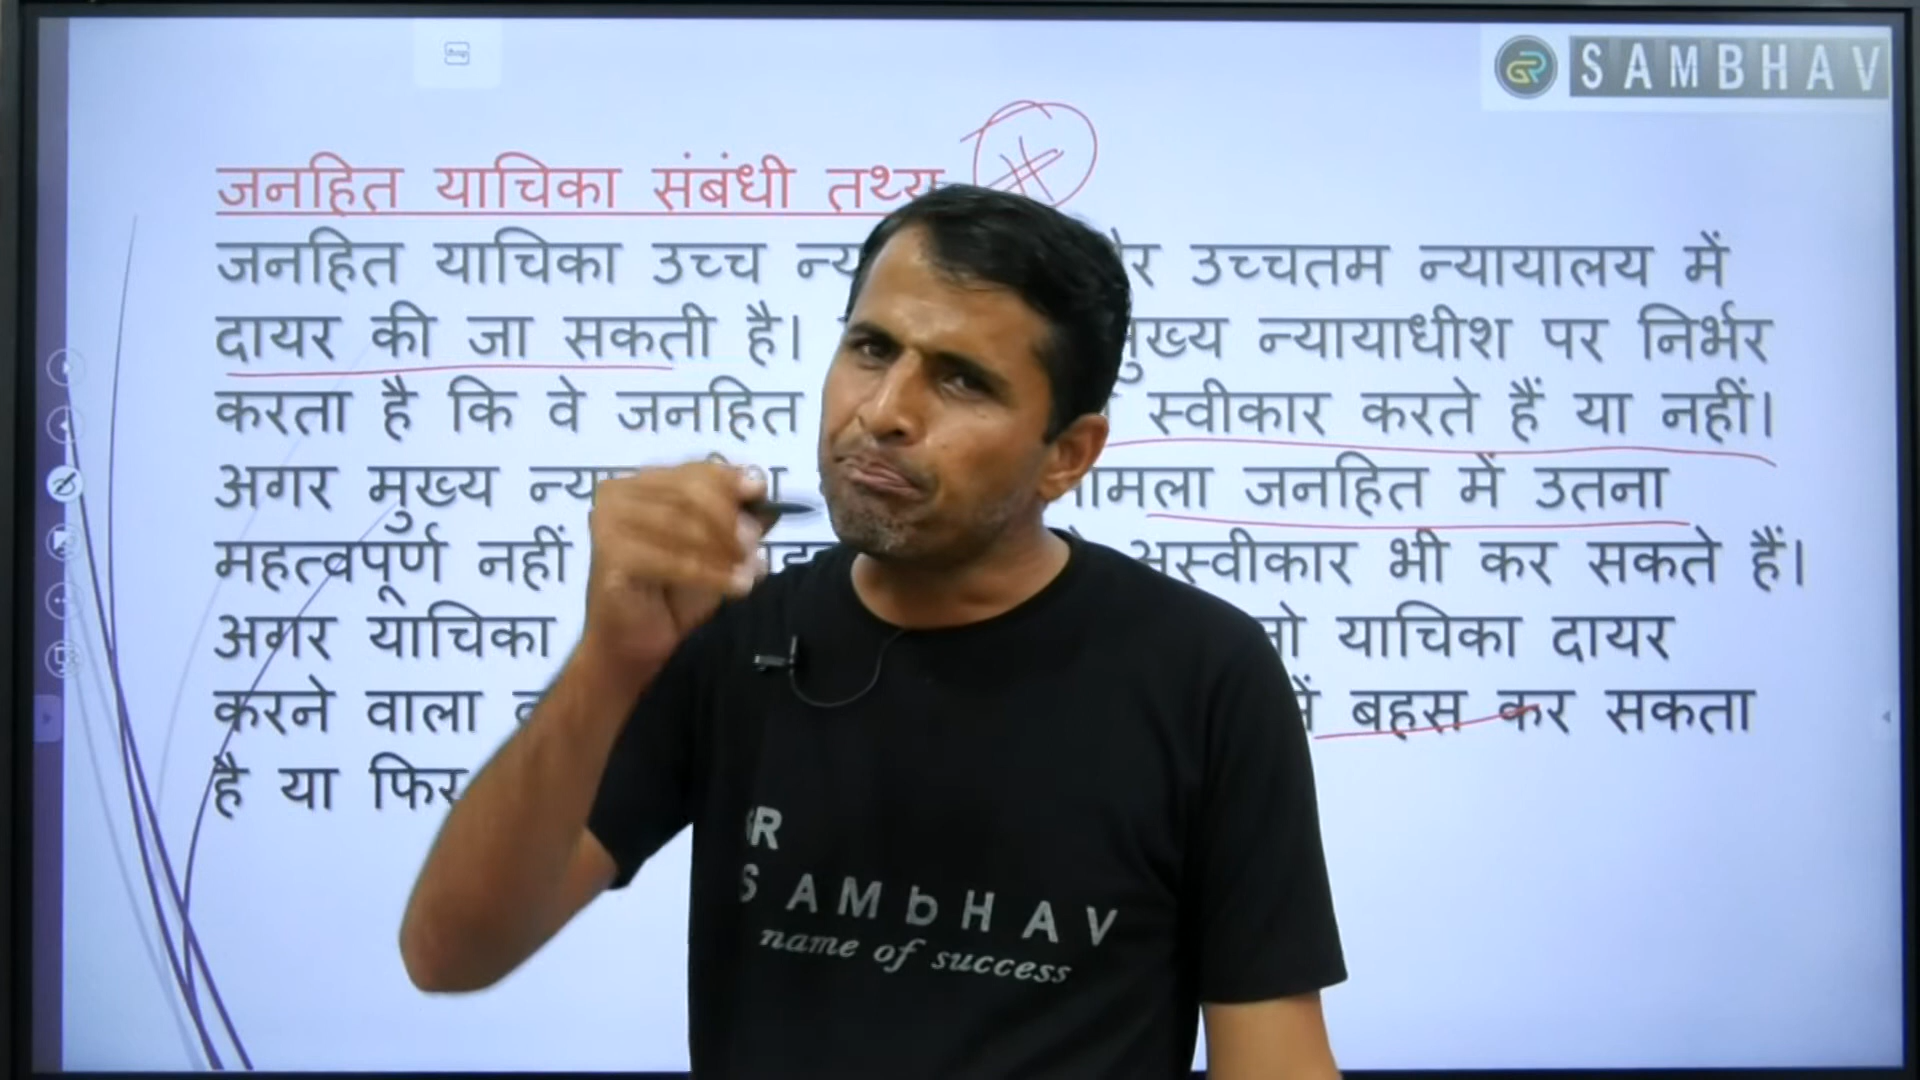 SAMBHAV
जनहित याचिका संबंधी तथ्य
जनहित याचिका उच्च उच्चतम न्यायालय में
दायर की जा सकती है। न्यायाधीश पर निर्भर
करता है कि वे जनहित स्वीकार करते हैं या नहीं।
अगर मुख्य जनहित में उतना
महत्वपूर्ण नहीं अस्वीकार भी कर सकते हैं।
अगर याचिका याचिका दायर
करने वाला बहस कर सकता
है या फिर
SAMbHAV
name of success